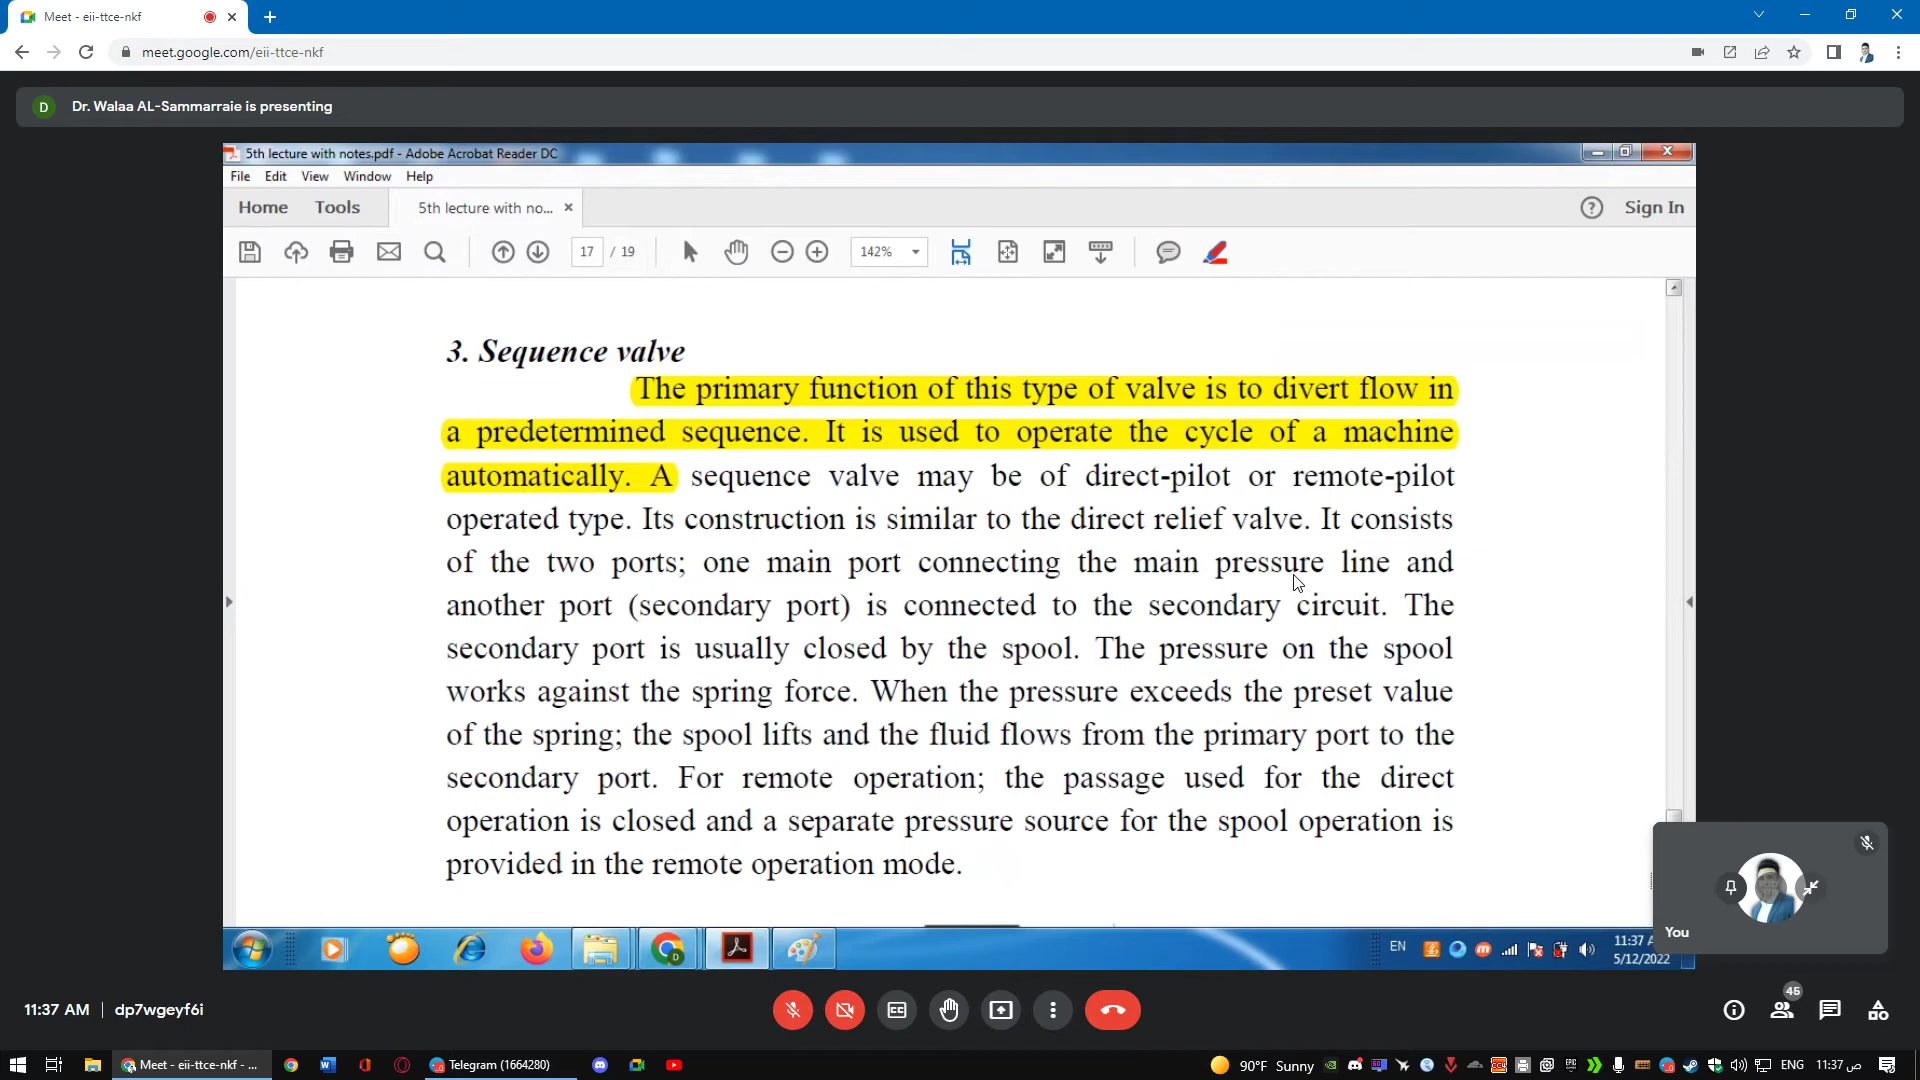 Meet - eii-ttce-nkf
meet.google.com/eii-ttce-nkf
D
Dr. Walaa AL-Sammarraie is presenting
5th lecture with notes.pdf - Adobe Acrobat Reader DC
File Edit View Window Help
Home Tools 5th lecture with no... Sign In
17 / 19 142%
3. Sequence valve
The primary function of this type of valve is to divert flow in
a predetermined sequence. It is used to operate the cycle of a machine
automatically. A sequence valve may be of direct-pilot or remote-pilot
operated type. Its construction is similar to the direct relief valve. It consists
of the two ports; one main port connecting the main pressure line and
another port (secondary port) is connected to the secondary circuit. The
secondary port is usually closed by the spool. The pressure on the spool
works against the spring force. When the pressure exceeds the preset value
of the spring; the spool lifts and the fluid flows from the primary port to the
secondary port. For remote operation; the passage used for the direct
operation is closed and a separate pressure source for the spool operation is
provided in the remote operation mode.
You
EN
11:37 A
5/12/2022
11:37 AM | dp7wgeyf6i
45
Meet - eii-ttce-nkf - ...
Telegram (1664280)
90°F Sunny
ENG
11:37 ص